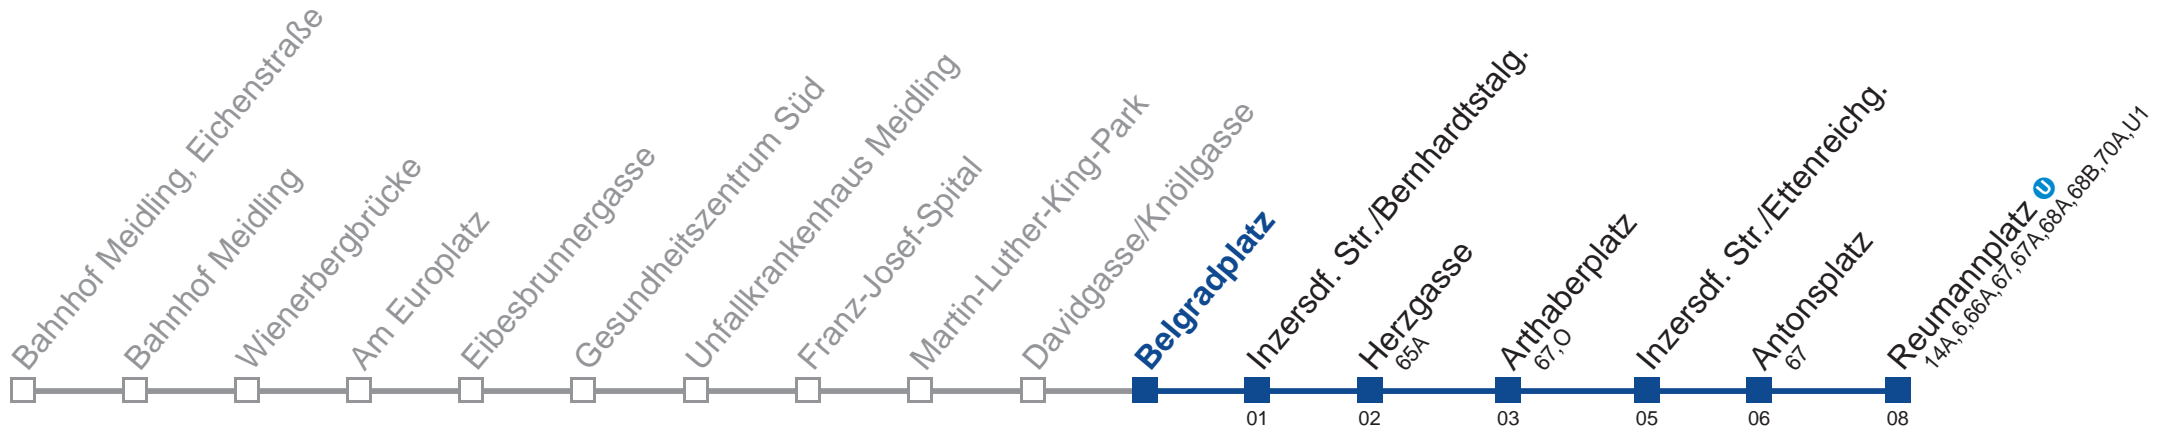 Bahnhof Meidling, Eichenstraße
Bahnhof Meidling
Wienerbergbrücke
Am Europlatz
Eibesbrunnergasse
Gesundheitszentrum Süd
Unfallkrankenhaus Meidling
Franz-Josef-Spital
Martin-Luther-King-Park
Davidgasse/Knöllgasse
Belgradplatz
Inzersdf. Str./Bernhardtstalg.
Herzgasse
65A
Arthaberplatz
67,O
Inzersdf. Str./Ettenreichg.
Antonsplatz
67
Reumannplatz U
14A,6,66A,67,67A,68A,68B,70A,U1
01 02 03 05 06 08